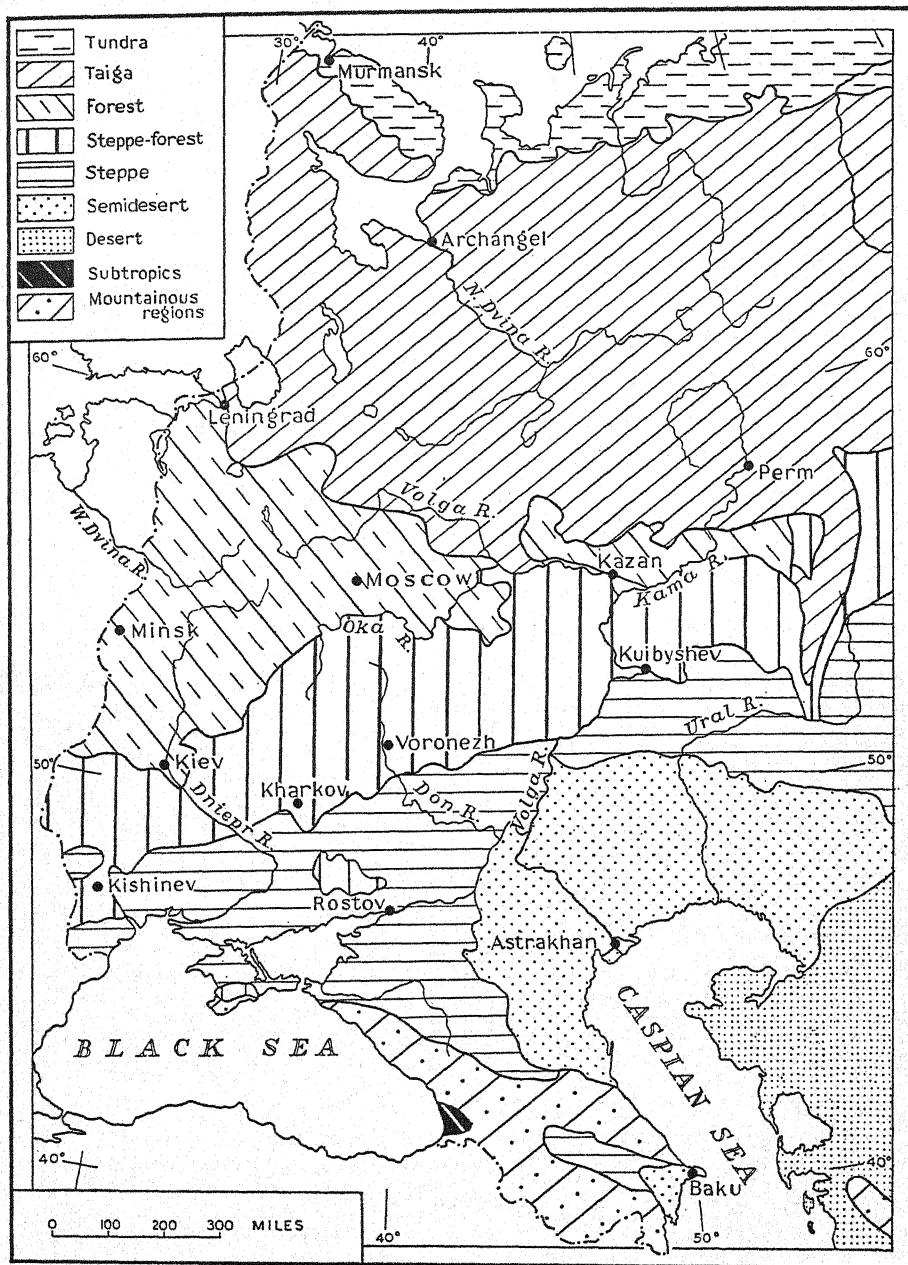 Tundra
Taiga
Forest
Steppe-forest
Steppe
Semidesert
Desert
Subtropics
Mountainous
regions
30°
40°
Murmansk
Archangel
N. Dvina R.
60°
60°
Leningrad
Perm
Volga R.
W. Dvina R.
Moscow
Kazan
Kama R.
Minsk
Oka R.
Kuibyshev
Ural R.
Voronezh
50°
Kiev
50°
Kharkov
Dniepr R.
Don R.
Volga R.
Kishinev
Rostov
Astrakhan
BLACK SEA
CASPIAN SEA
40°
40°
Baku
0 100 200 300 MILES
40°
50°